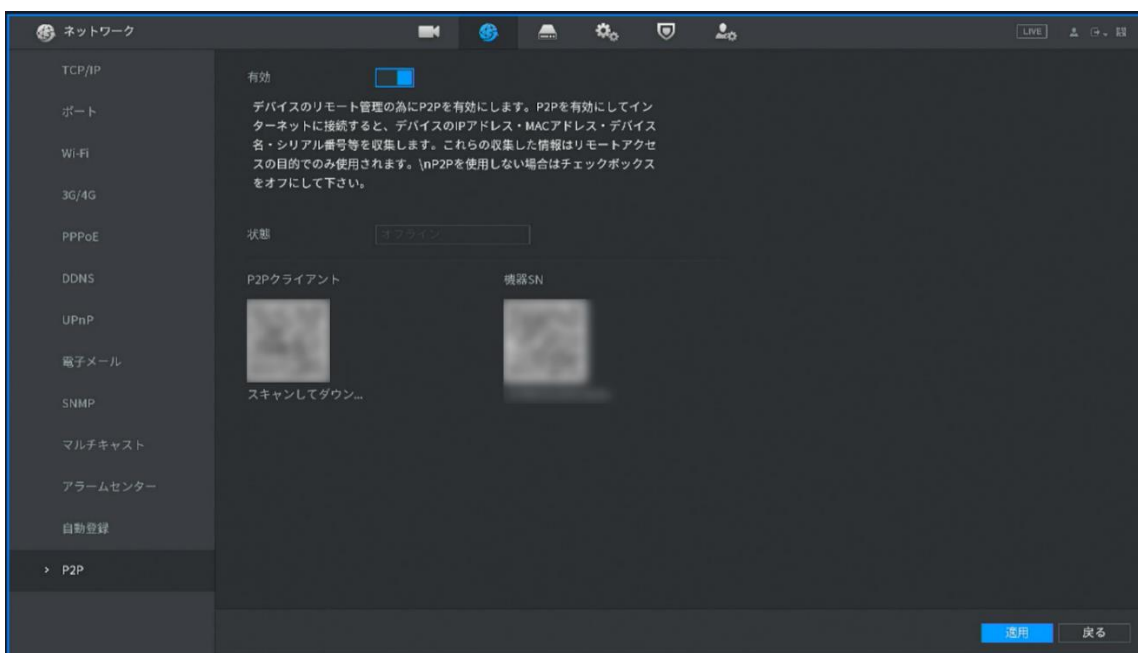 ネットワーク
LIVE
TCP/IP
ポート
Wi-Fi
3G/4G
PPPoE
DDNS
UPnP
電子メール
SNMP
マルチキャスト
アラームセンター
自動登録
> P2P
有効
デバイスのリモート管理の為にP2Pを有効にします。P2Pを有効にしてイン
ターネットに接続すると、デバイスのIPアドレス・MACアドレス・デバイス
名・シリアル番号等を収集します。これらの収集した情報はリモートアクセ
スの目的でのみ使用されます。\nP2Pを使用しない場合はチェックボックス
をオフにして下さい。
状態
オフライン
P2Pクライアント
機器SN
スキャンしてダウン...
適用
戻る